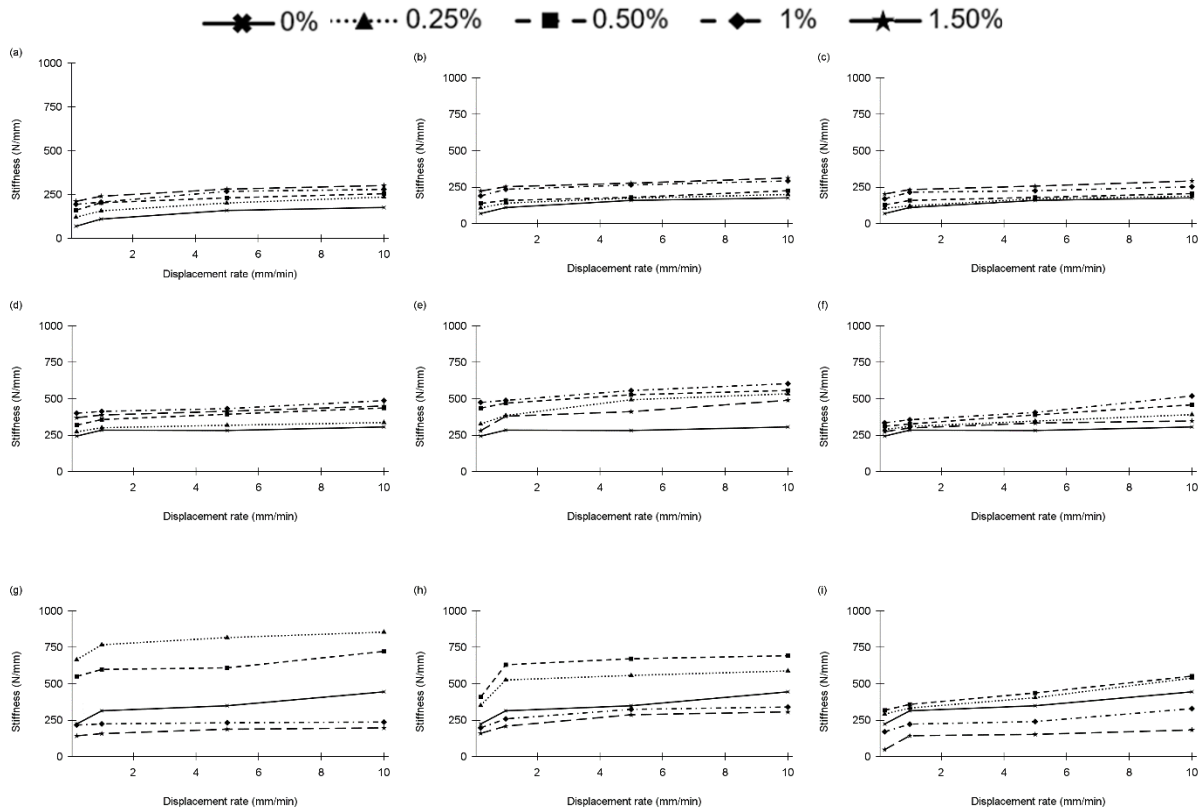 0% 0.25% 0.50% 1% 1.50%
(a) (b) (c)
1000 1000 1000
750 750 750
500 500 500
250 250 250
0 0 0
Stiffness (N/mm) Stiffness (N/mm) Stiffness (N/mm)
2 4 6 8 10 2 4 6 8 10 2 4 6 8 10
Displacement rate (mm/min) Displacement rate (mm/min) Displacement rate (mm/min)
(d) (e) (f)
1000 1000 1000
750 750 750
500 500 500
250 250 250
0 0 0
Stiffness (N/mm) Stiffness (N/mm) Stiffness (N/mm)
2 4 6 8 10 2 4 6 8 10 2 4 6 8 10
Displacement rate (mm/min) Displacement rate (mm/min) Displacement rate (mm/min)
(g) (h) (i)
1000 1000 1000
750 750 750
500 500 500
250 250 250
0 0 0
Stiffness (N/mm) Stiffness (N/mm) Stiffness (N/mm)
2 4 6 8 10 2 4 6 8 10 2 4 6 8 10
Displacement rate (mm/min) Displacement rate (mm/min) Displacement rate (mm/min)